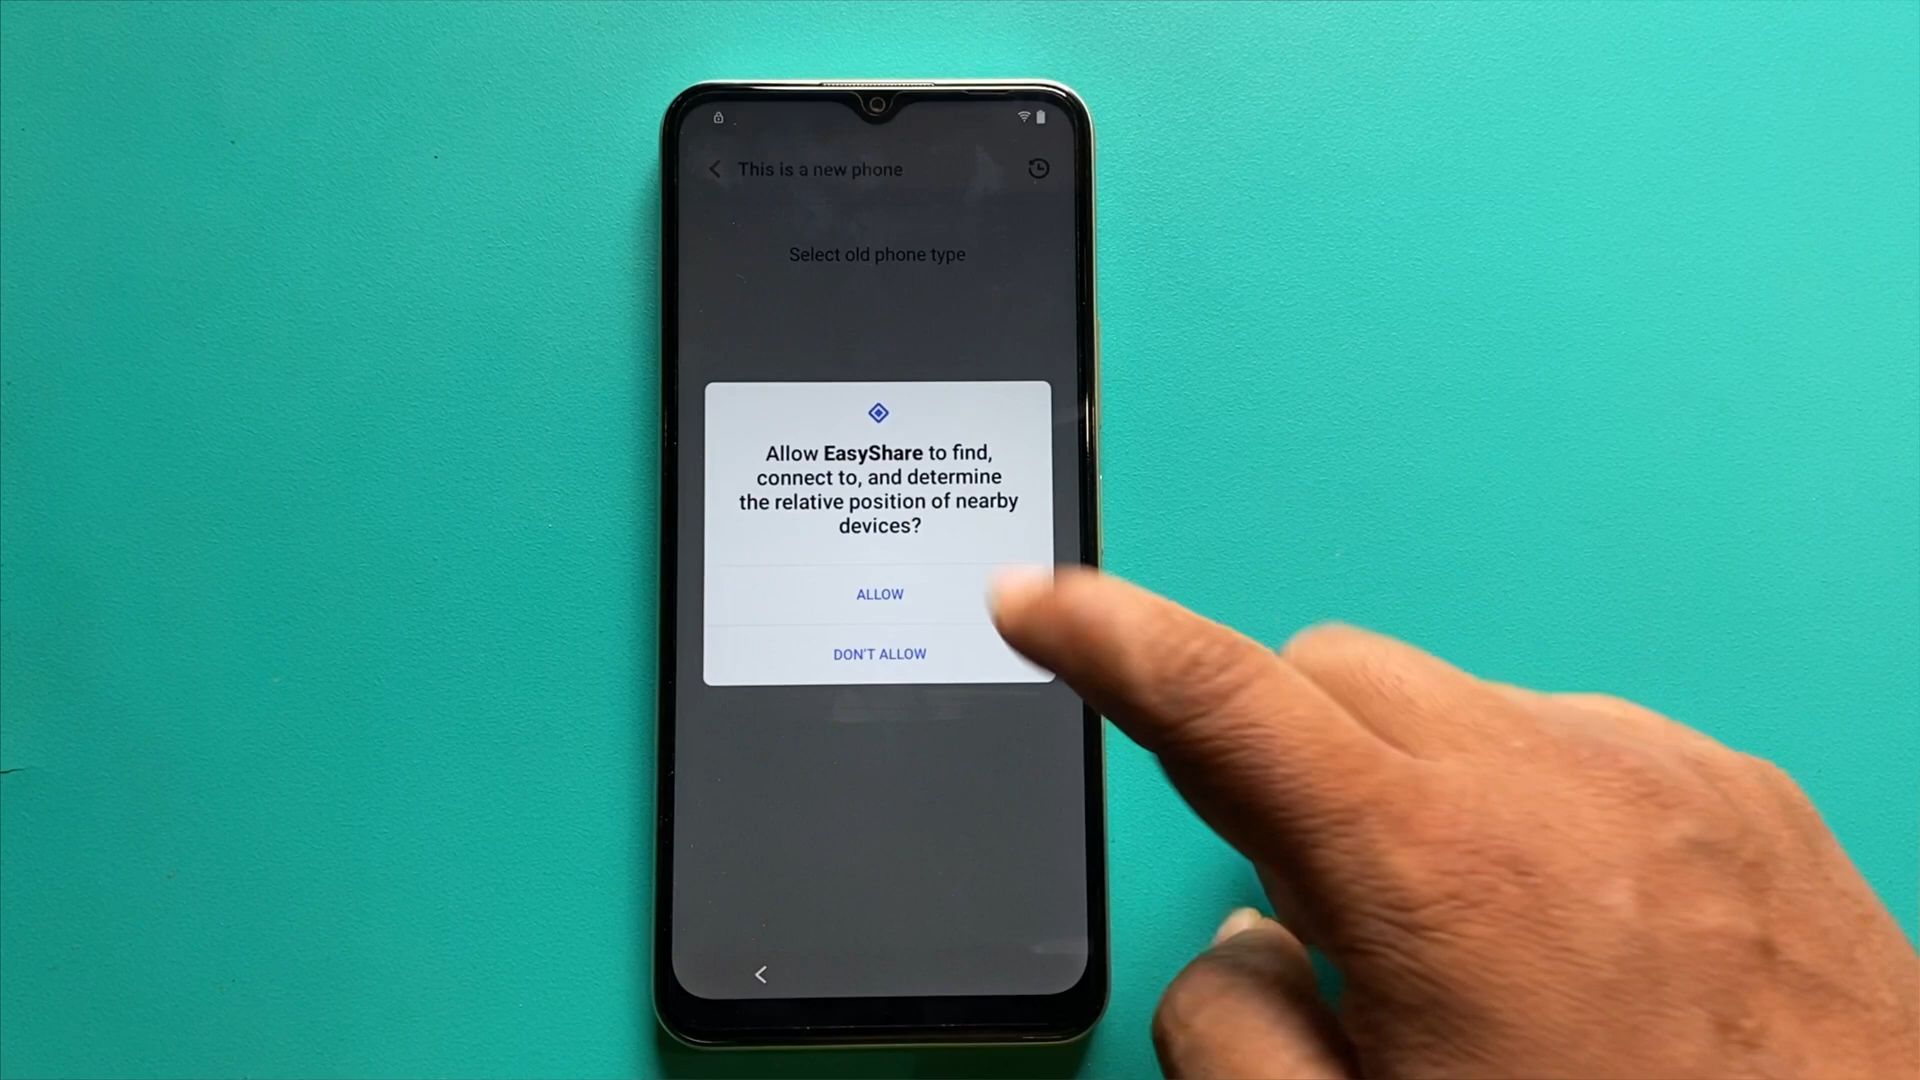 This is a new phone
Select old phone type
Allow EasyShare to find,
connect to, and determine
the relative position of nearby
devices?
ALLOW
DON'T ALLOW